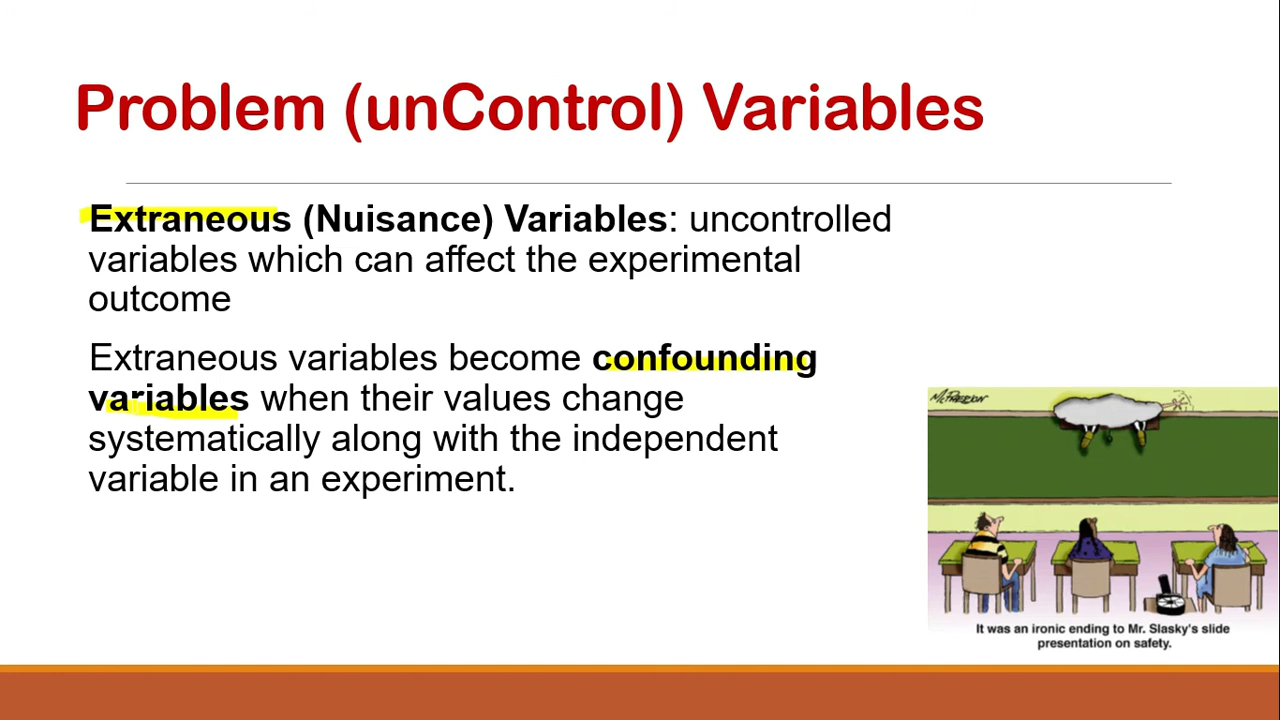 Problem (unControl) Variables
Extraneous (Nuisance) Variables: uncontrolled
variables which can affect the experimental
outcome
Extraneous variables become confounding
variables when their values change
systematically along with the independent
variable in an experiment.
It was an ironic ending to Mr. Slasky's slide
presentation on safety.